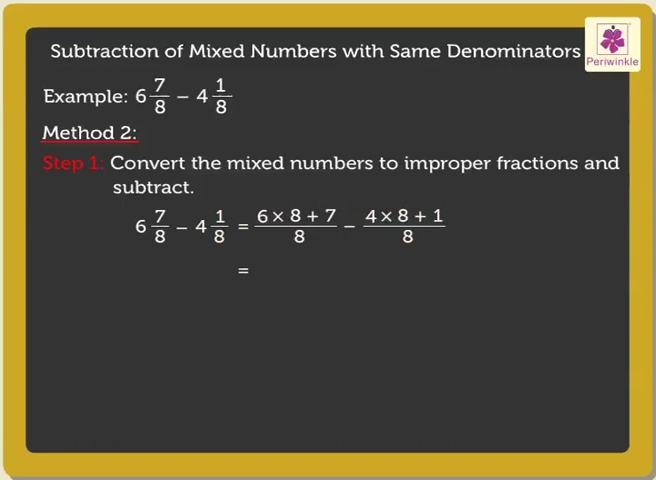 Subtraction of Mixed Numbers with Same Denominators
Periwinkle
Example: 6 7/8 − 4 1/8
Method 2:
Step 1: Convert the mixed numbers to improper fractions and
subtract.
6 7/8 − 4 1/8 = (6 × 8 + 7)/8 − (4 × 8 + 1)/8
=